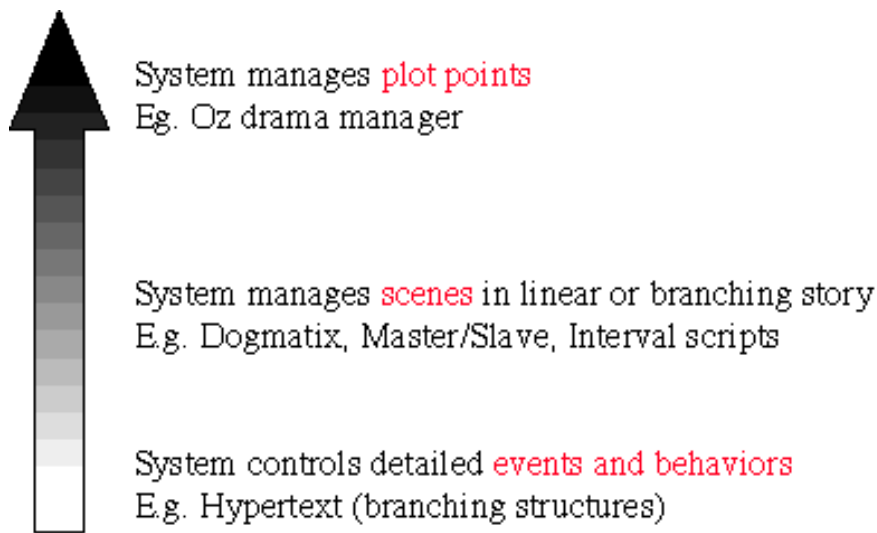 System manages plot points
Eg. Oz drama manager
System manages scenes in linear or branching story
E.g. Dogmatix, Master/Slave, Interval scripts
System controls detailed events and behaviors
E.g. Hypertext (branching structures)